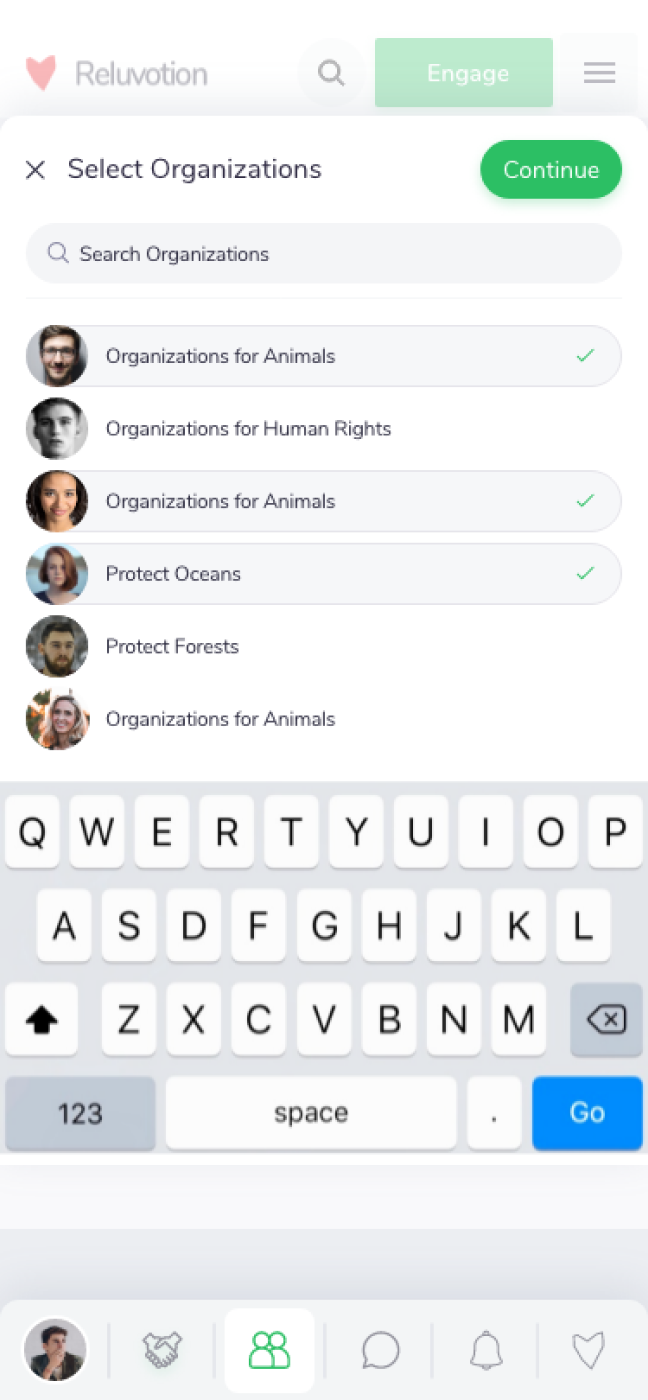 Reluvotion
Engage
Select Organizations
Continue
Search Organizations
Organizations for Animals
Organizations for Human Rights
Organizations for Animals
Protect Oceans
Protect Forests
Organizations for Animals
Q W E R T Y U I O P
A S D F G H J K L
Z X C V B N M
123 space . Go